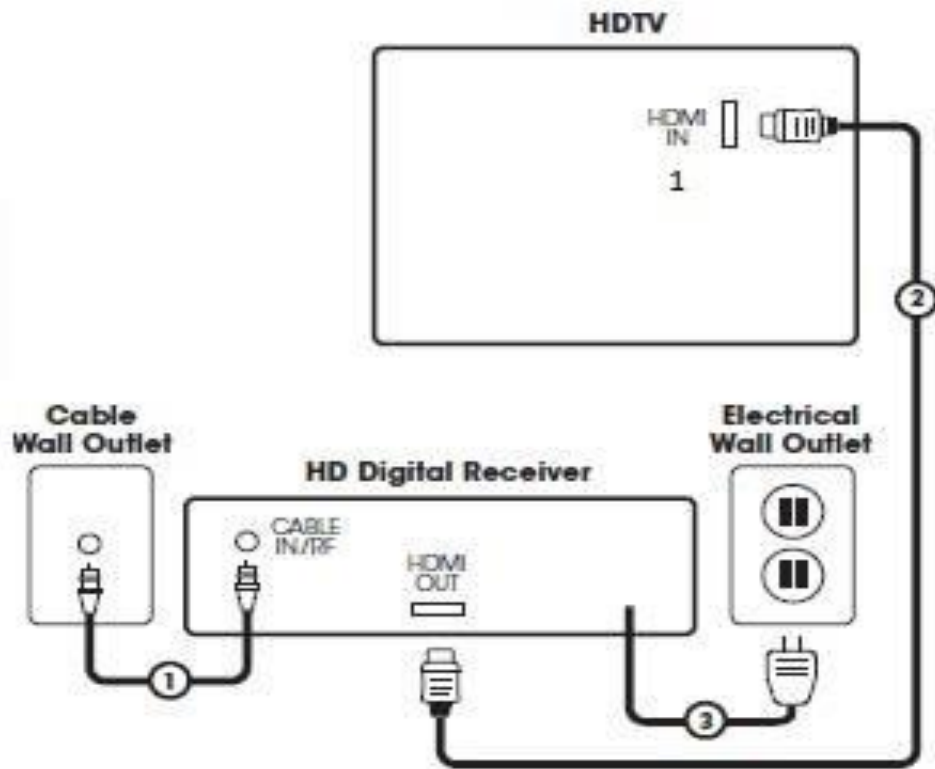 HDTV
HDMI
IN
1
2
Cable
Wall Outlet
Electrical
Wall Outlet
HD Digital Receiver
CABLE
IN/RF
HDMI
OUT
1
3